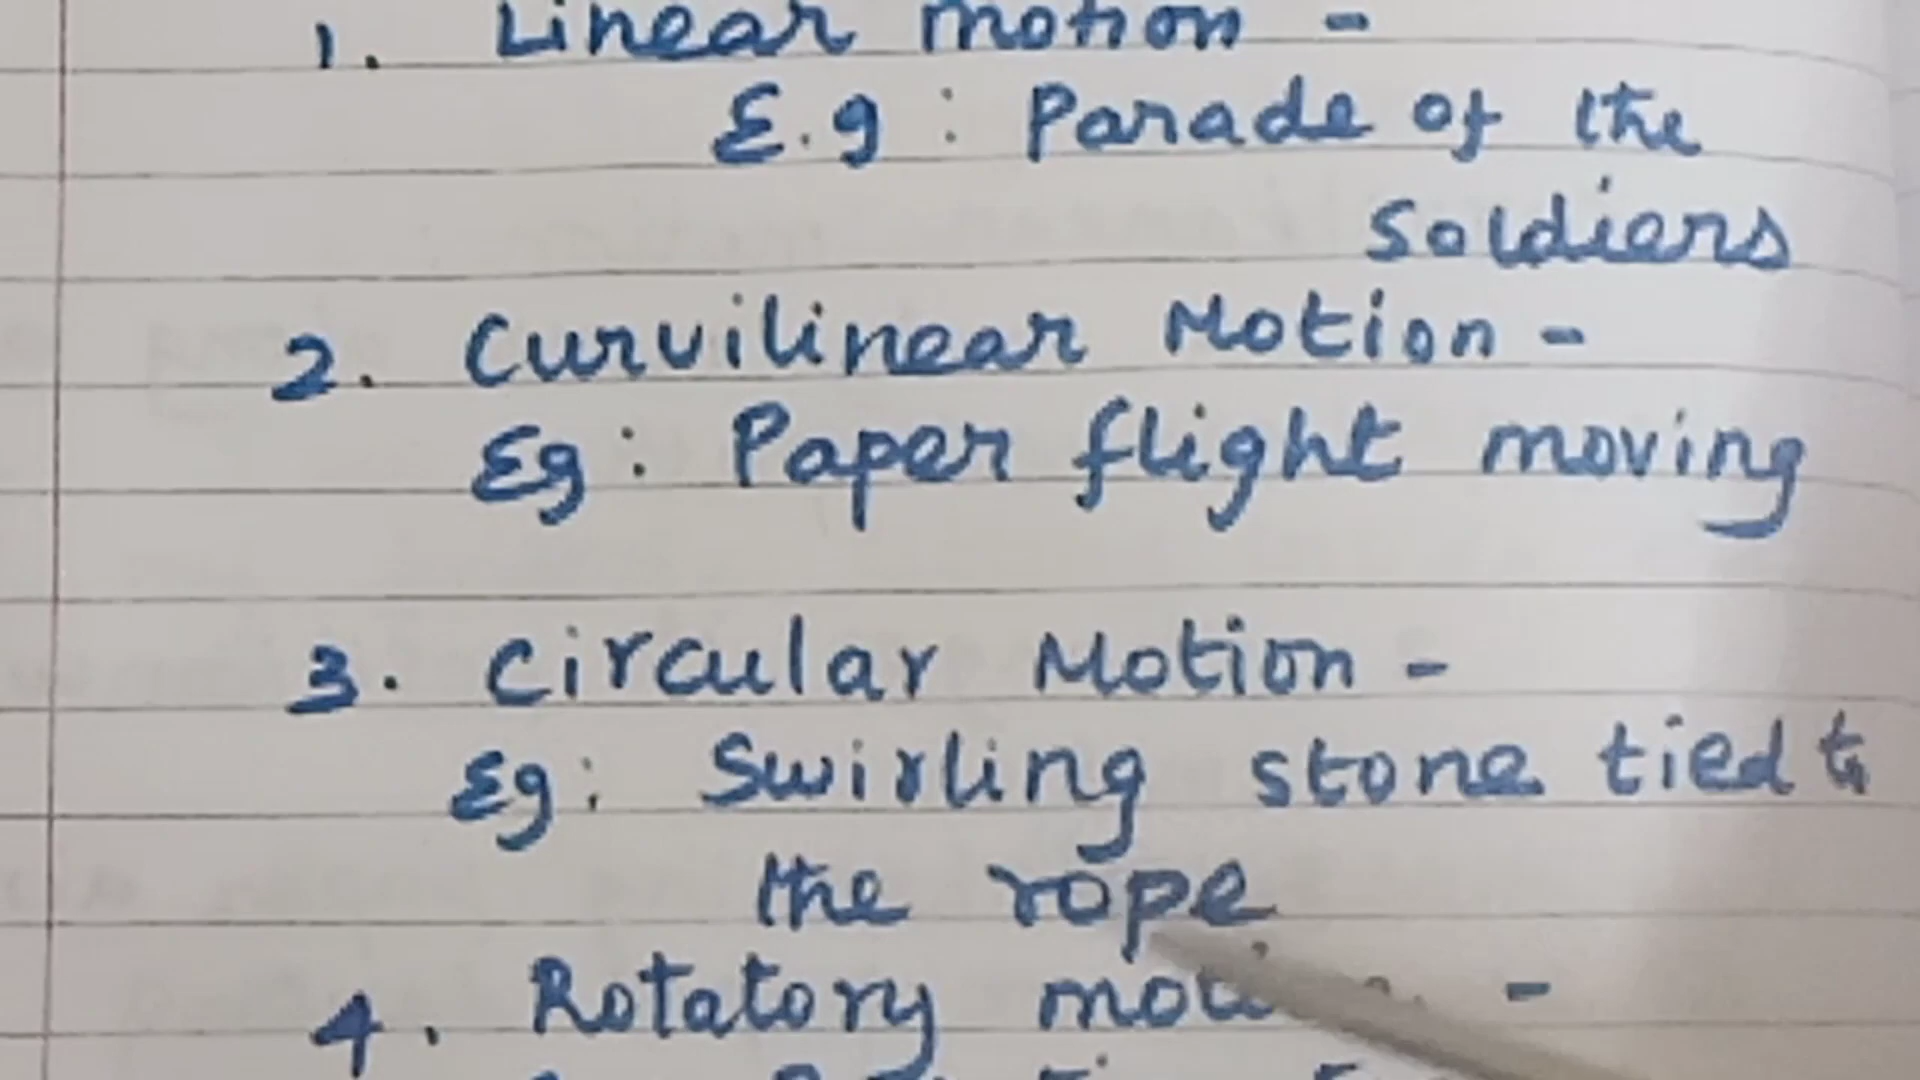 1. Linear motion -
E.g : Parade of the
Soldiers
2. Curvilinear Motion -
Eg : Paper flight moving
3. Circular Motion -
Eg: Swirling stone tied to
the rope
4. Rotatory motion -